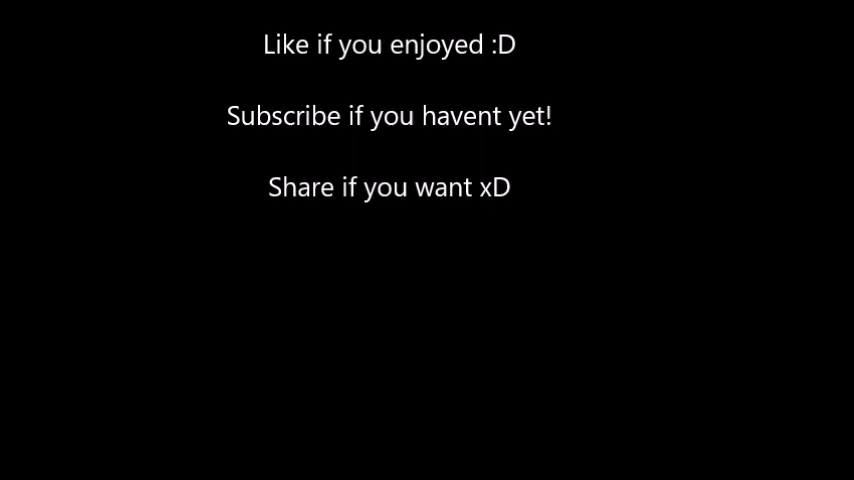 Like if you enjoyed :D
Subscribe if you havent yet!
Share if you want xD